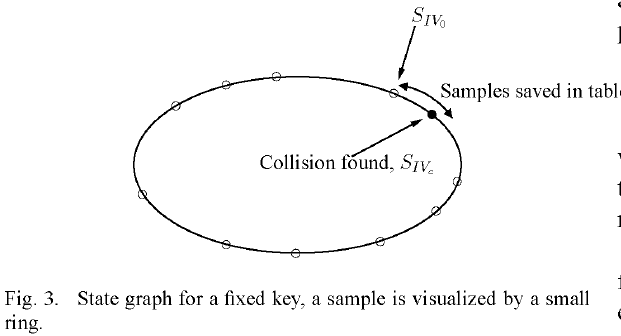 $S_{IV_0}$
Samples saved in table
Collision found, $S_{IV_c}$
Fig. 3. State graph for a fixed key, a sample is visualized by a small
ring.